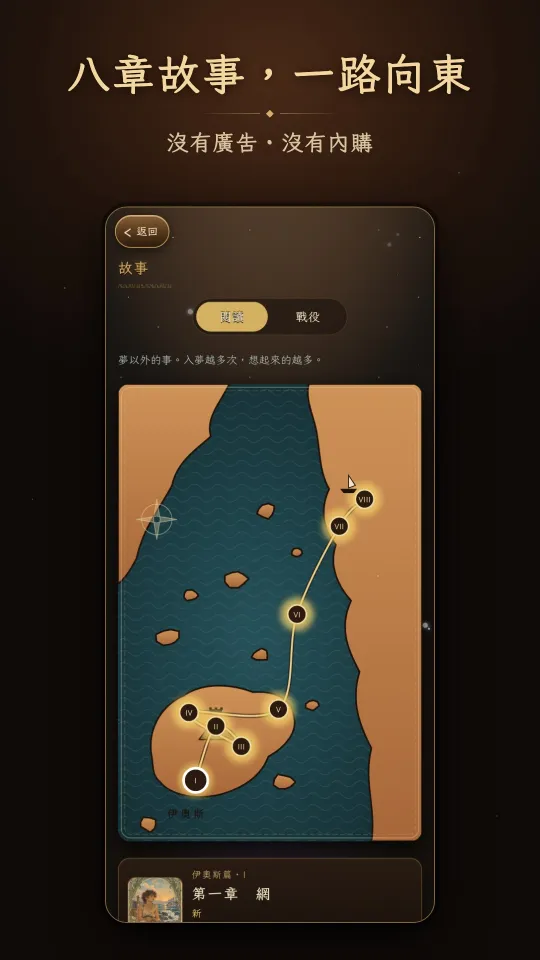 八章故事，一路向東
沒有廣告・沒有內購
返回
故事
閱讀
戰役
夢以外的事。入夢越多次，想起來的越多。
VIII
VII
VI
IV
V
II
III
I
伊奧斯
伊奧斯篇・I
第一章 網
新